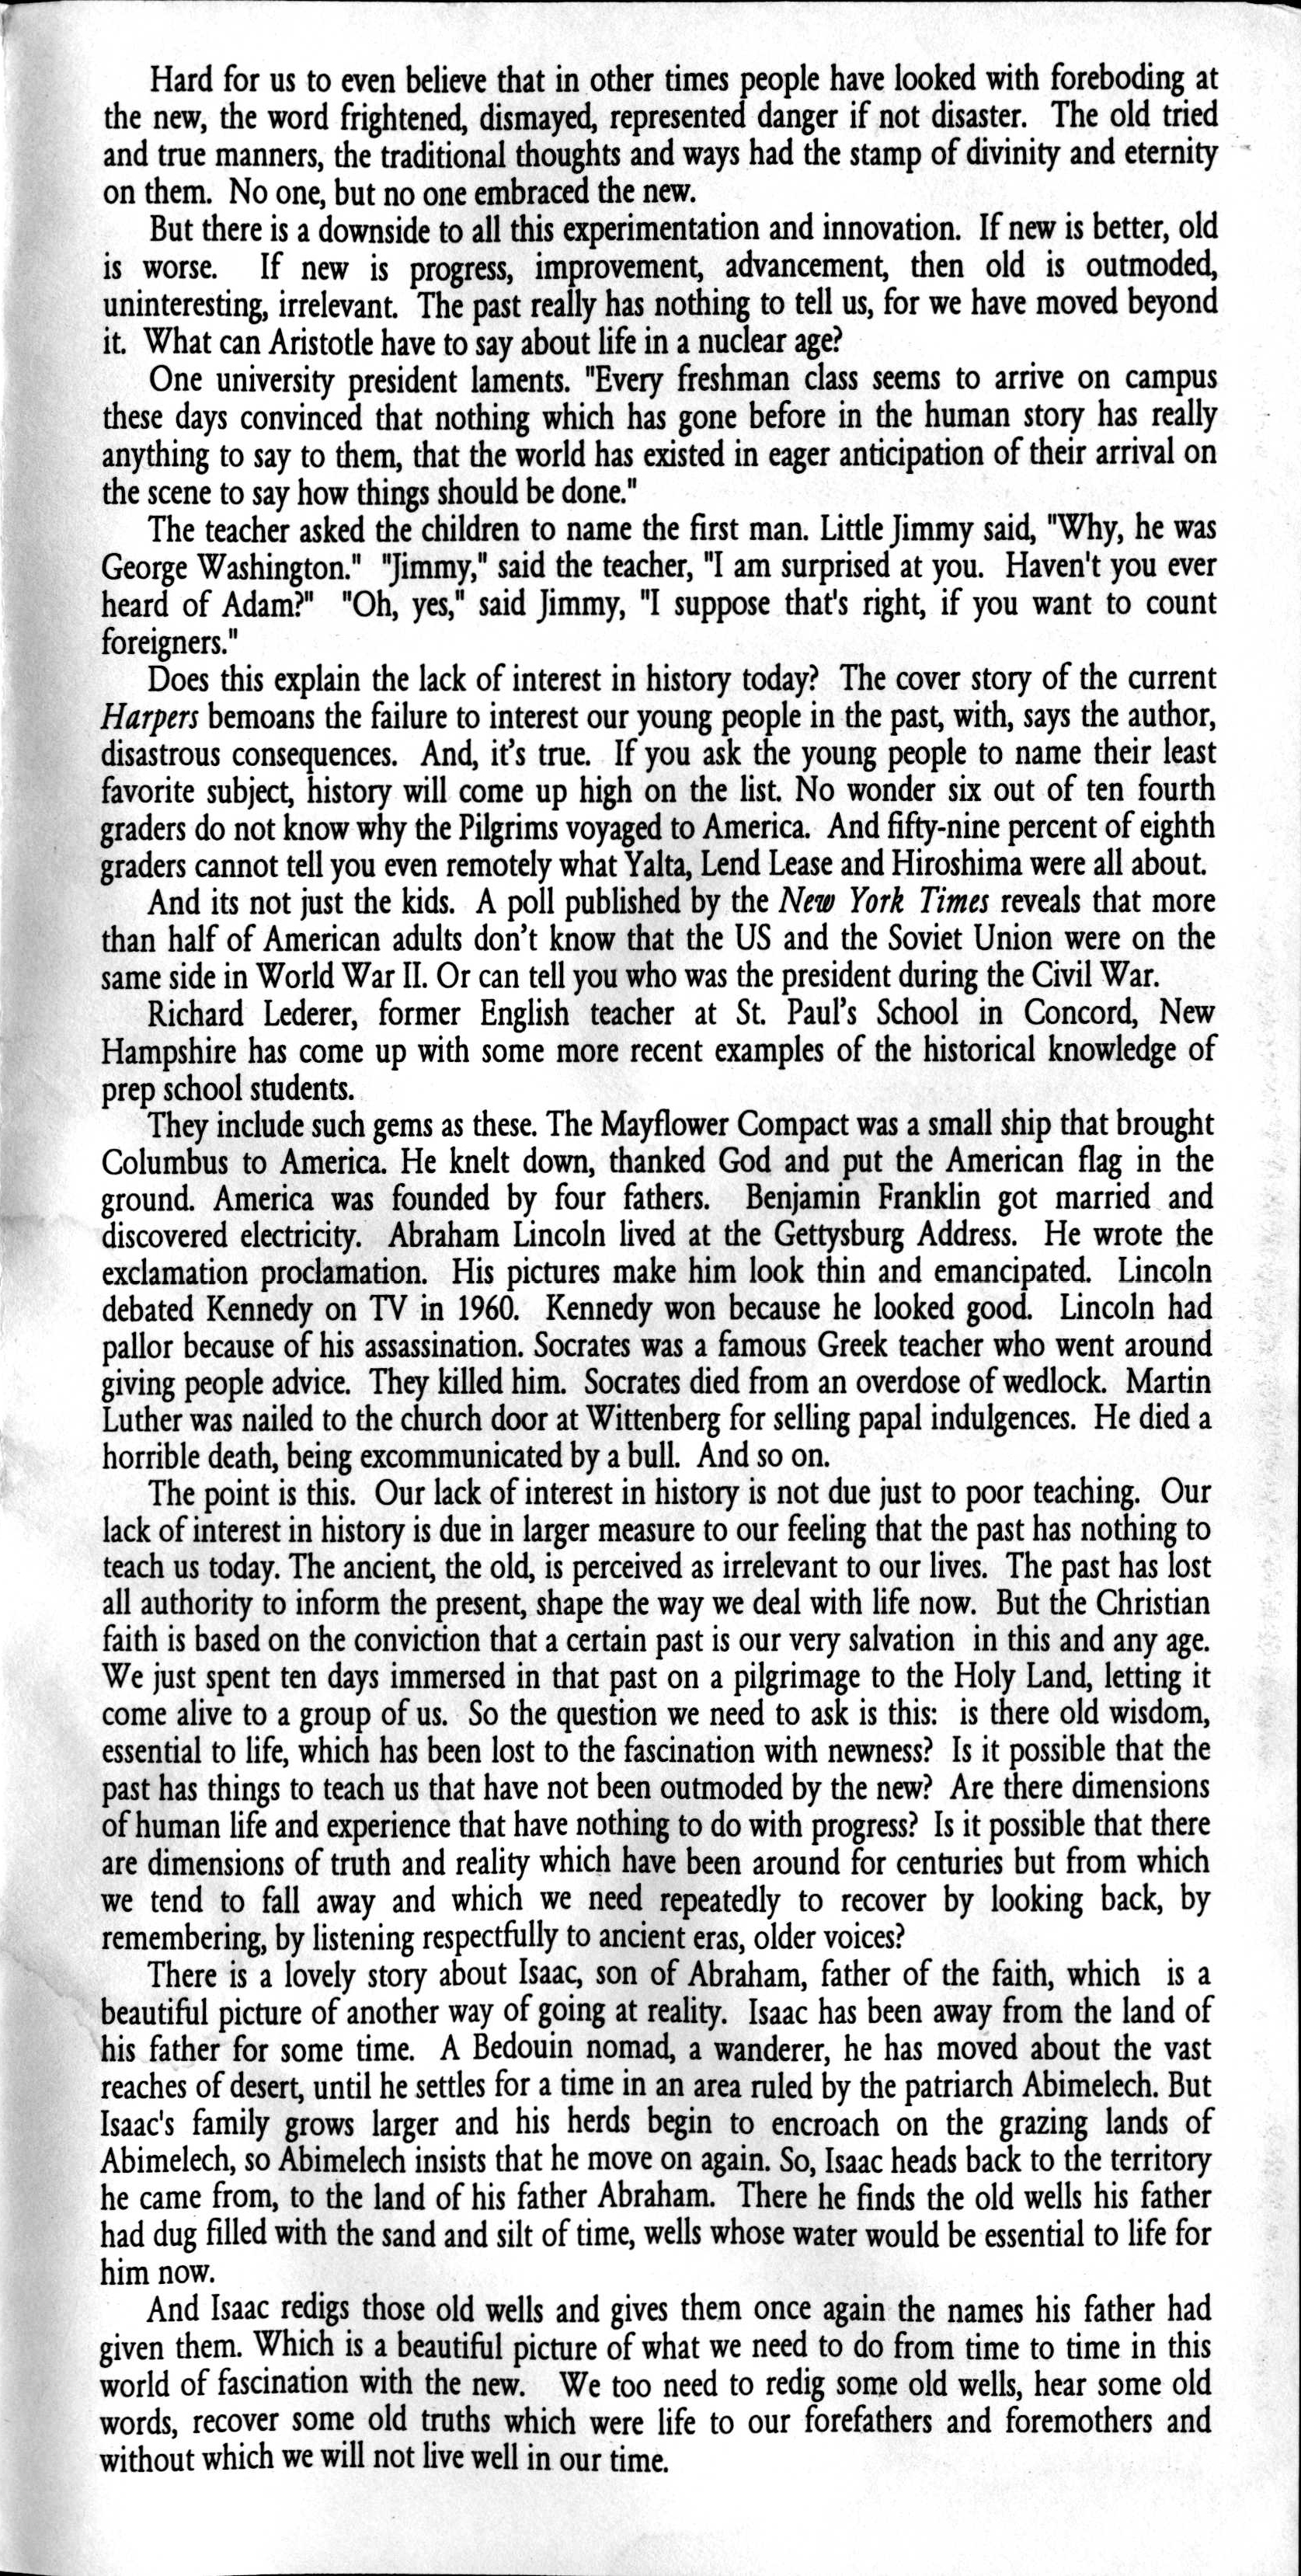 Hard for us to even believe that in other times people have looked with foreboding at
the new, the word frightened, dismayed, represented danger if not disaster. The old tried
and true manners, the traditional thoughts and ways had the stamp of divinity and eternity
on them. No one, but no one embraced the new.
But there is a downside to all this experimentation and innovation. If new is better, old
is worse. If new is progress, improvement, advancement, then old is outmoded,
uninteresting, irrelevant. The past really has nothing to tell us, for we have moved beyond
it. What can Aristotle have to say about life in a nuclear age?
One university president laments. "Every freshman class seems to arrive on campus
these days convinced that nothing which has gone before in the human story has really
anything to say to them, that the world has existed in eager anticipation of their arrival on
the scene to say how things should be done."
The teacher asked the children to name the first man. Little Jimmy said, "Why, he was
George Washington." "Jimmy," said the teacher, "I am surprised at you. Haven't you ever
heard of Adam?" "Oh, yes," said Jimmy, "I suppose that's right, if you want to count
foreigners."
Does this explain the lack of interest in history today? The cover story of the current
Harpers bemoans the failure to interest our young people in the past, with, says the author,
disastrous consequences. And, it's true. If you ask the young people to name their least
favorite subject, history will come up high on the list. No wonder six out of ten fourth
graders do not know why the Pilgrims voyaged to America. And fifty-nine percent of eighth
graders cannot tell you even remotely what Yalta, Lend Lease and Hiroshima were all about.
And its not just the kids. A poll published by the New York Times reveals that more
than half of American adults don't know that the US and the Soviet Union were on the
same side in World War II. Or can tell you who was the president during the Civil War.
Richard Lederer, former English teacher at St. Paul's School in Concord, New
Hampshire has come up with some more recent examples of the historical knowledge of
prep school students.
They include such gems as these. The Mayflower Compact was a small ship that brought
Columbus to America. He knelt down, thanked God and put the American flag in the
ground. America was founded by four fathers. Benjamin Franklin got married and
discovered electricity. Abraham Lincoln lived at the Gettysburg Address. He wrote the
exclamation proclamation. His pictures make him look thin and emancipated. Lincoln
debated Kennedy on TV in 1960. Kennedy won because he looked good. Lincoln had
pallor because of his assassination. Socrates was a famous Greek teacher who went around
giving people advice. They killed him. Socrates died from an overdose of wedlock. Martin
Luther was nailed to the church door at Wittenberg for selling papal indulgences. He died a
horrible death, being excommunicated by a bull. And so on.
The point is this. Our lack of interest in history is not due just to poor teaching. Our
lack of interest in history is due in larger measure to our feeling that the past has nothing to
teach us today. The ancient, the old, is perceived as irrelevant to our lives. The past has lost
all authority to inform the present, shape the way we deal with life now. But the Christian
faith is based on the conviction that a certain past is our very salvation in this and any age.
We just spent ten days immersed in that past on a pilgrimage to the Holy Land, letting it
come alive to a group of us. So the question we need to ask is this: is there old wisdom,
essential to life, which has been lost to the fascination with newness? Is it possible that the
past has things to teach us that have not been outmoded by the new? Are there dimensions
of human life and experience that have nothing to do with progress? Is it possible that there
are dimensions of truth and reality which have been around for centuries but from which
we tend to fall away and which we need repeatedly to recover by looking back, by
remembering, by listening respectfully to ancient eras, older voices?
There is a lovely story about Isaac, son of Abraham, father of the faith, which is a
beautiful picture of another way of going at reality. Isaac has been away from the land of
his father for some time. A Bedouin nomad, a wanderer, he has moved about the vast
reaches of desert, until he settles for a time in an area ruled by the patriarch Abimelech. But
Isaac's family grows larger and his herds begin to encroach on the grazing lands of
Abimelech, so Abimelech insists that he move on again. So, Isaac heads back to the territory
he came from, to the land of his father Abraham. There he finds the old wells his father
had dug filled with the sand and silt of time, wells whose water would be essential to life for
him now.
And Isaac redigs those old wells and gives them once again the names his father had
given them. Which is a beautiful picture of what we need to do from time to time in this
world of fascination with the new. We too need to redig some old wells, hear some old
words, recover some old truths which were life to our forefathers and foremothers and
without which we will not live well in our time.